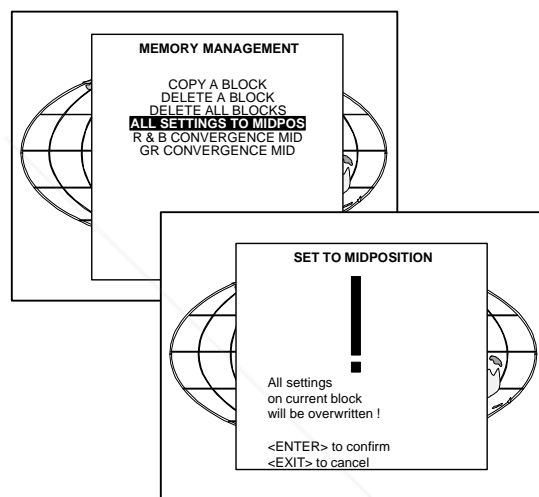 MEMORY MANAGEMENT
COPY A BLOCK
DELETE A BLOCK
DELETE ALL BLOCKS
ALL SETTINGS TO MIDPOS
R & B CONVERGENCE MID
GR CONVERGENCE MID
SET TO MIDPOSITION
!
All settings
on current block
will be overwritten !
<ENTER> to confirm
<EXIT> to cancel